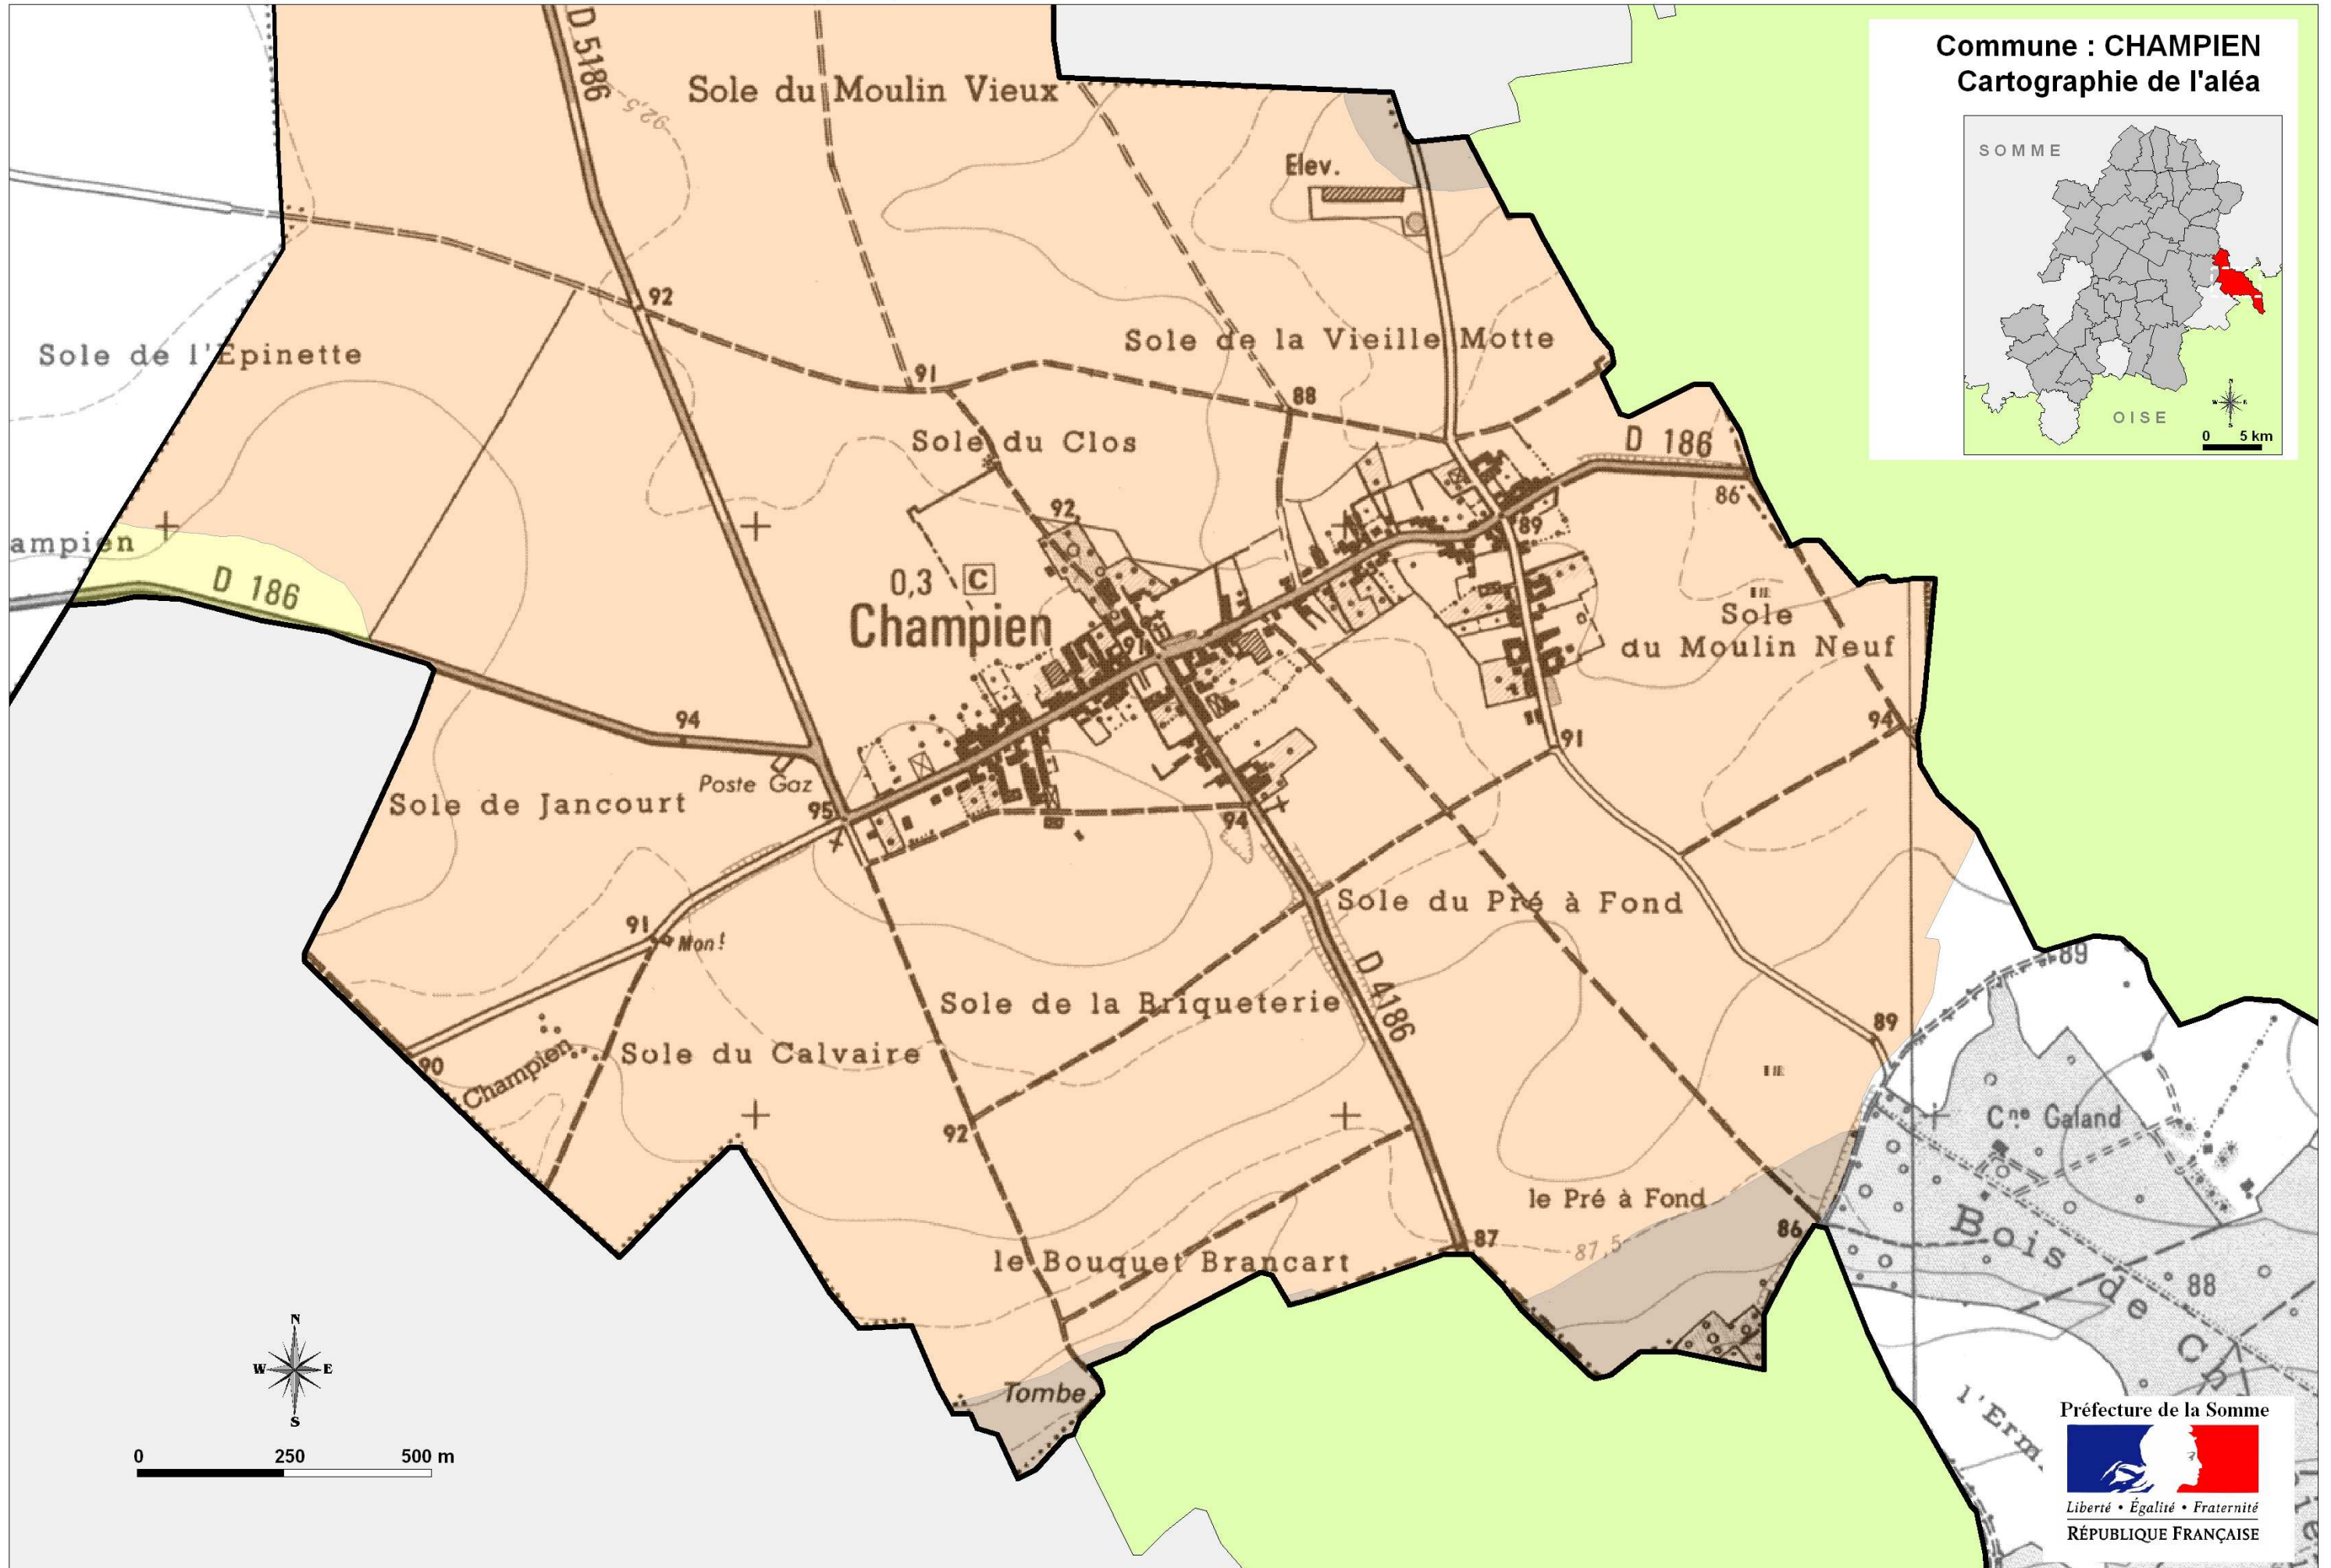 Commune : CHAMPIEN
Cartographie de l'aléa
SOMME
OISE
N
W E
S
0 5 km
D 5186
92,5
Sole du Moulin Vieux
Elev.
92
Sole de l'Epinette
Sole de la Vieille Motte
91
88
Sole du Clos
D 186
86
92
89
ampien
D 186
0,3 C
Champien
91
Sole
du Moulin Neuf
94
94
91
Poste Gaz
Sole de Jancourt
95
94
Sole du Pré à Fond
91
Mont
89
D 4186
Sole de la Briqueterie
89
Sole du Calvaire
90
Champien
Cne Galand
92
le Pré à Fond
Bois de Ch
86
87
87,5
le Bouquet Brancart
88
N
W E
S
Tombe
l'Erm
0 250 500 m
Préfecture de la Somme
Liberté • Égalité • Fraternité
RÉPUBLIQUE FRANÇAISE